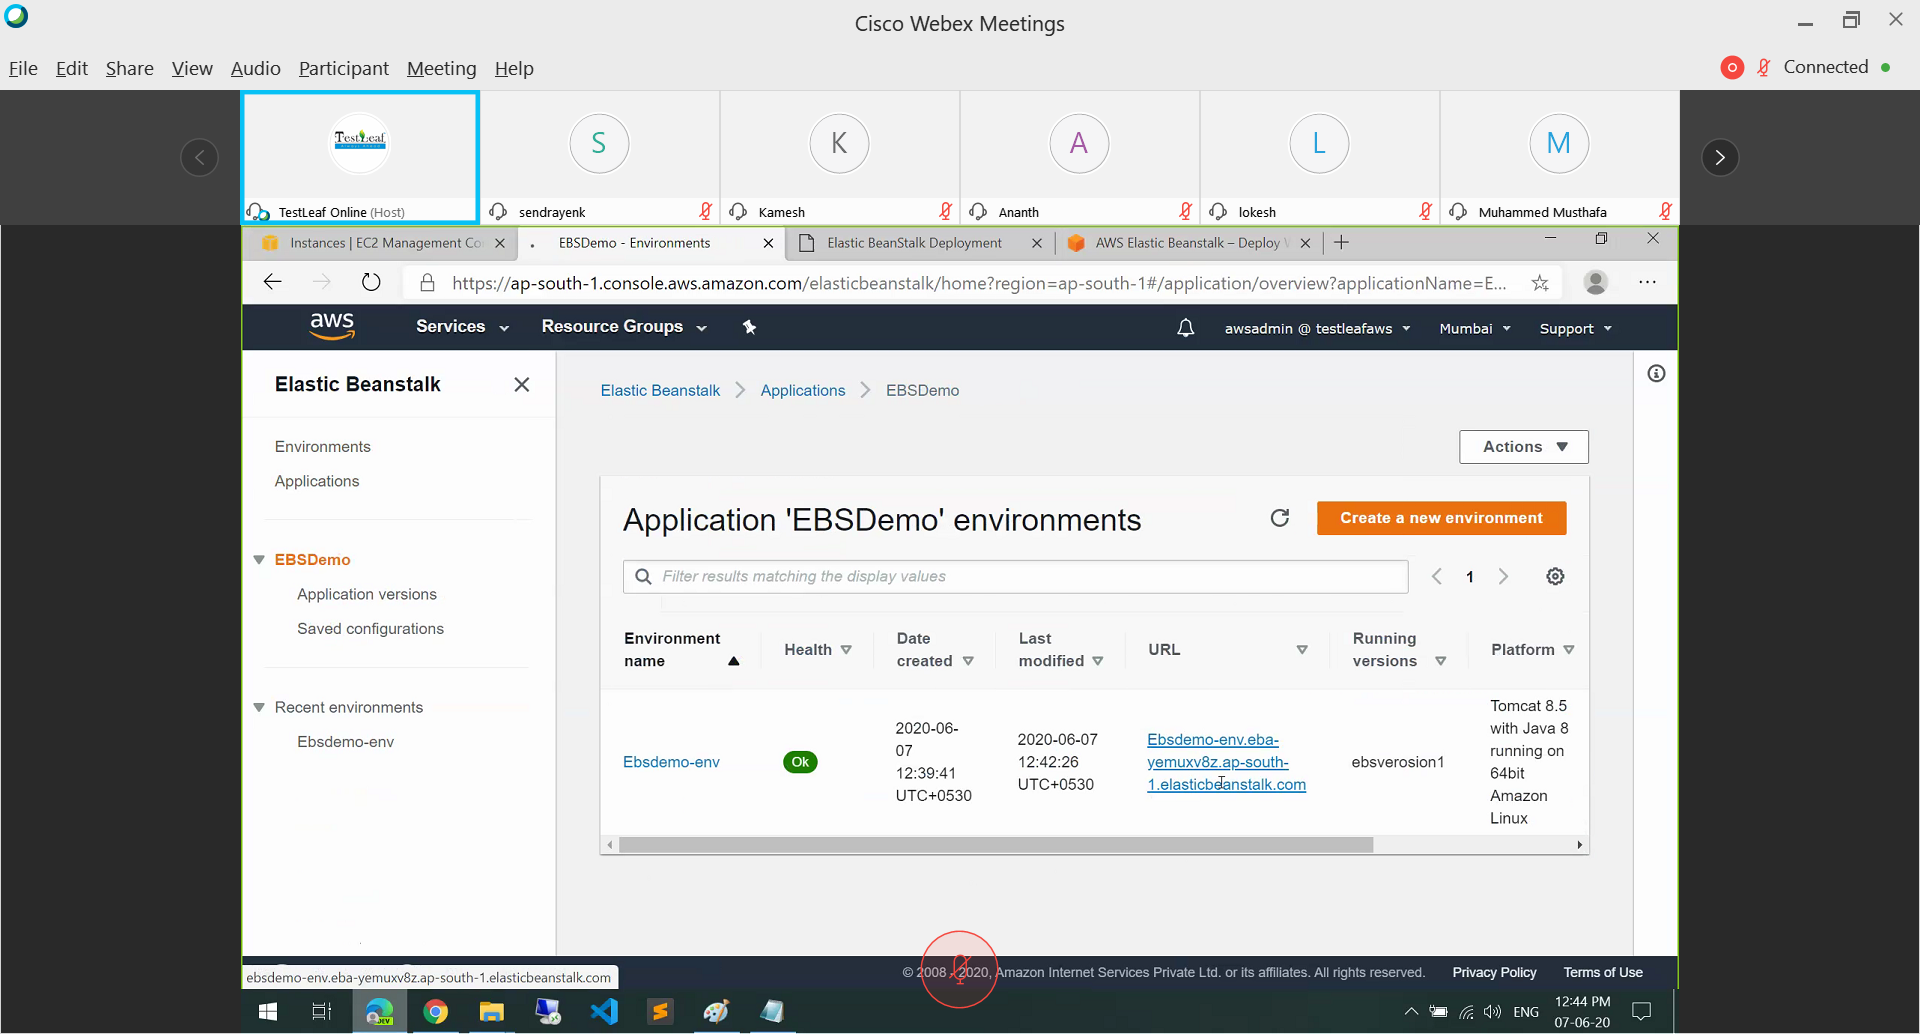 Cisco Webex Meetings
File Edit Share View Audio Participant Meeting Help
Connected
TestLeaf
S
K
A
L
M
TestLeaf Online (Host)
sendrayenk
Kamesh
Ananth
lokesh
Muhammed Musthafa
Instances | EC2 Management Co
EBSDemo - Environments
Elastic BeanStalk Deployment
AWS Elastic Beanstalk – Deploy W
https://ap-south-1.console.aws.amazon.com/elasticbeanstalk/home?region=ap-south-1#/application/overview?applicationName=E...
aws
Services
Resource Groups
awsadmin @ testleafaws
Mumbai
Support
Elastic Beanstalk
Environments
Applications
EBSDemo
Application versions
Saved configurations
Recent environments
Ebsdemo-env
Elastic Beanstalk
Applications
EBSDemo
Actions
Application 'EBSDemo' environments
Create a new environment
Filter results matching the display values
1
Environment
name
Health
Date
created
Last
modified
URL
Running
versions
Platform
Ebsdemo-env
Ok
2020-06-
07
12:39:41
UTC+0530
2020-06-07
12:42:26
UTC+0530
Ebsdemo-env.eba-
yemuxv8z.ap-south-
1.elasticbeanstalk.com
ebsverosion1
Tomcat 8.5
with Java 8
running on
64bit
Amazon
Linux
ebsdemo-env.eba-yemuxv8z.ap-south-1.elasticbeanstalk.com
© 2008 - 2020, Amazon Internet Services Private Ltd. or its affiliates. All rights reserved.
Privacy Policy
Terms of Use
DEV
ENG
12:44 PM
07-06-20